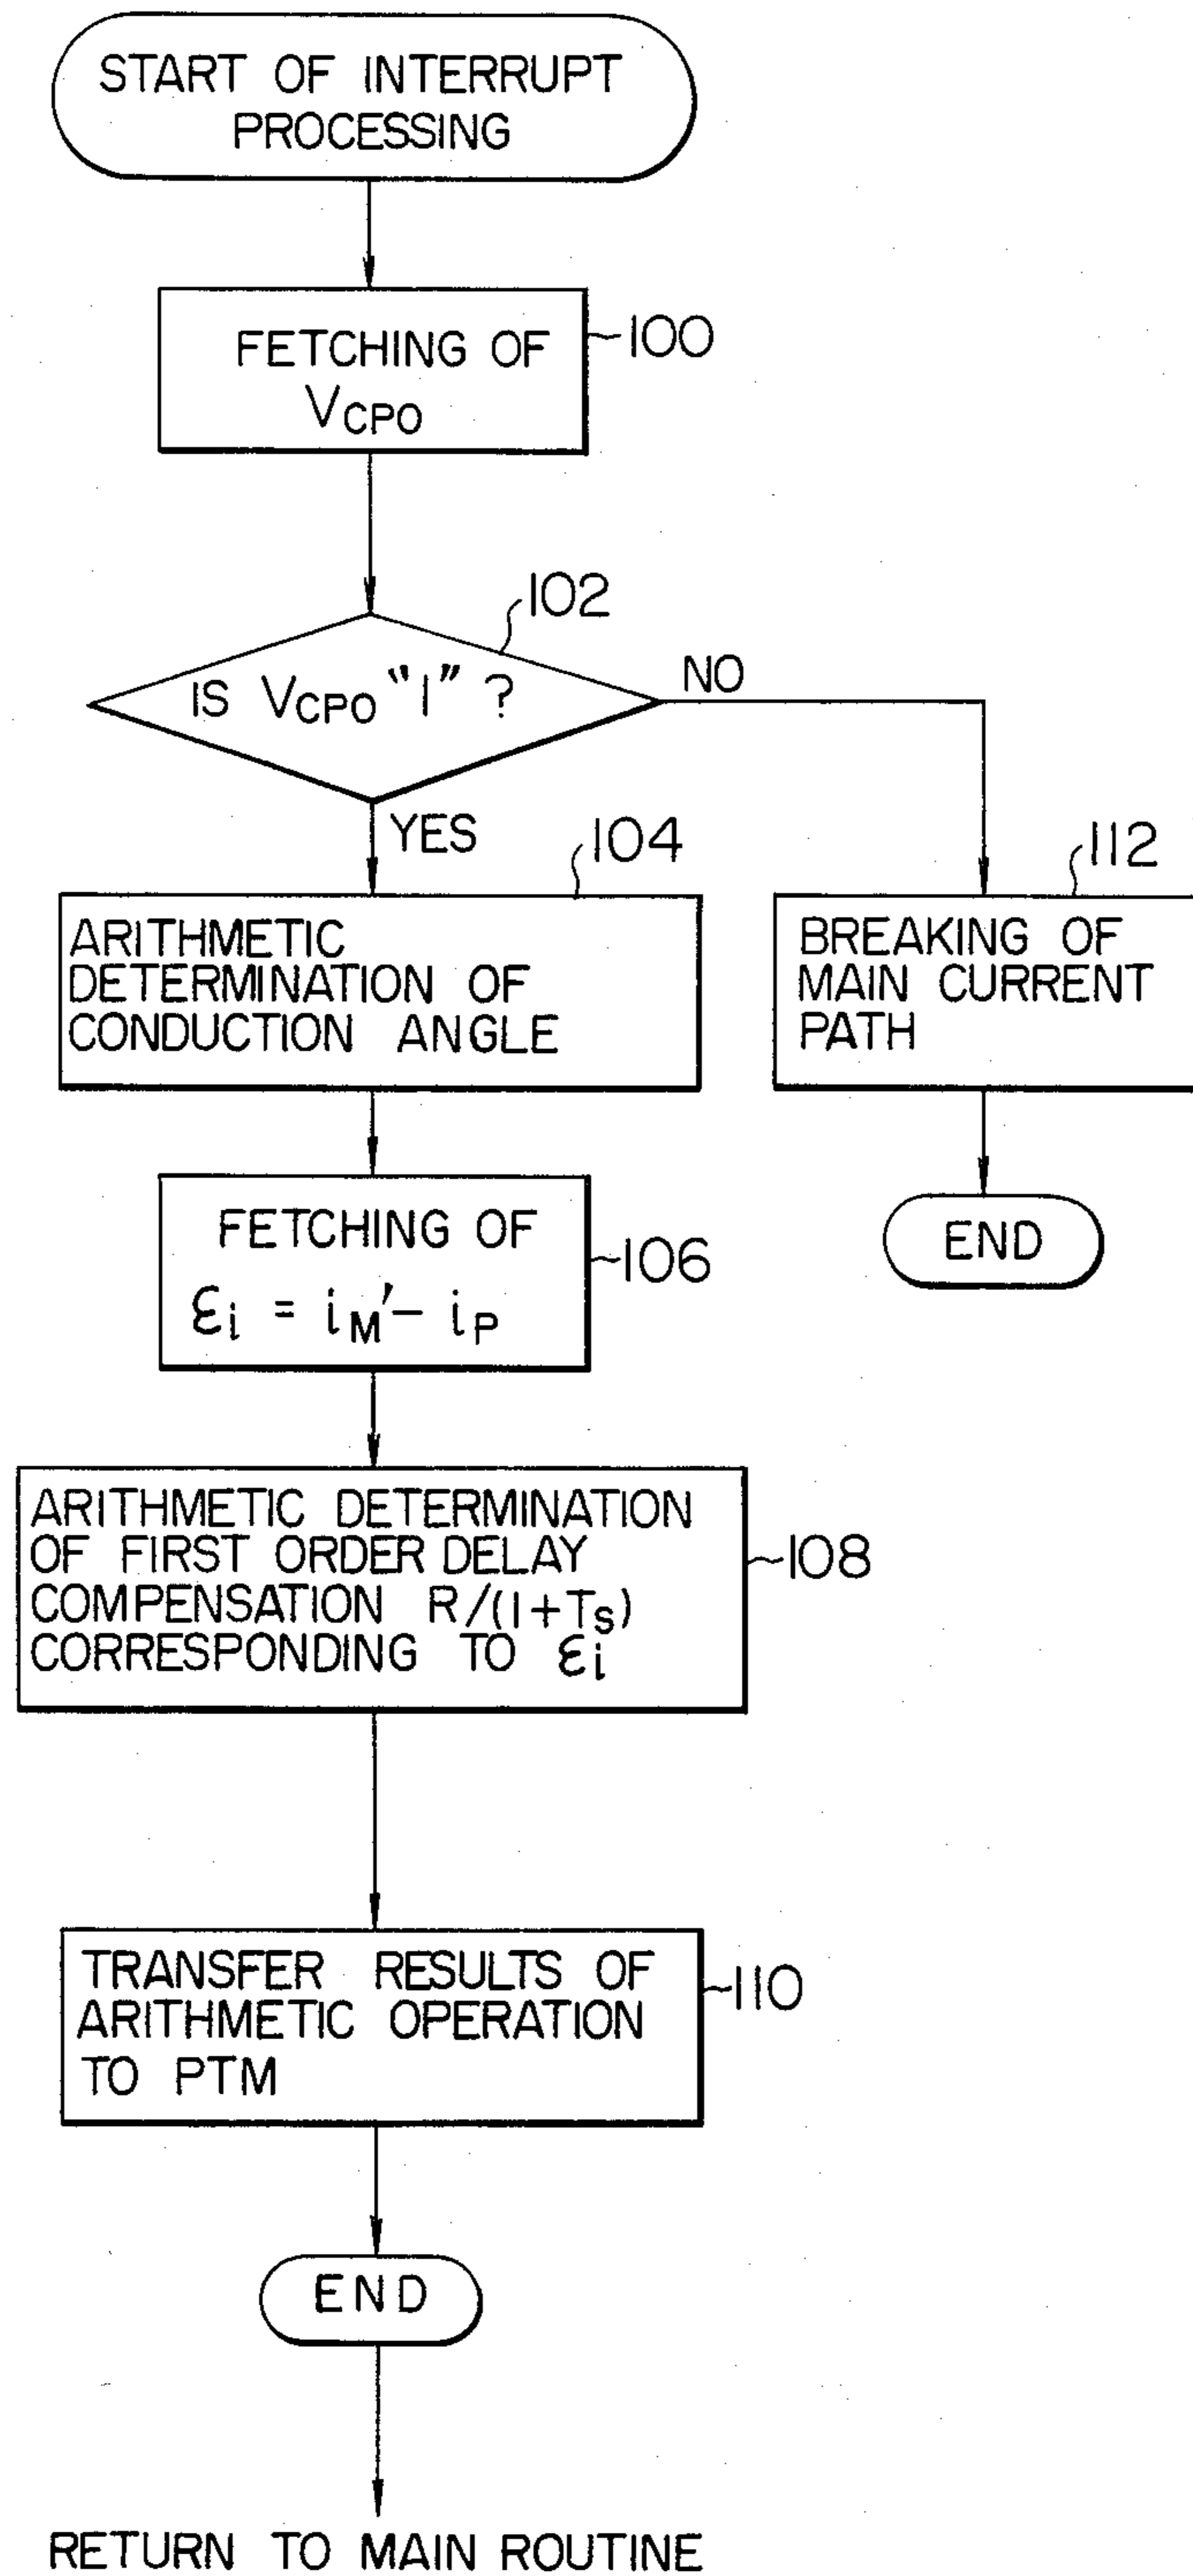 START OF INTERRUPT
PROCESSING
FETCHING OF
VCPO
100
102
IS VCPO "1" ?
NO
YES
104
ARITHMETIC
DETERMINATION OF
CONDUCTION ANGLE
112
BREAKING OF
MAIN CURRENT
PATH
END
FETCHING OF
εi = iM' - iP
106
ARITHMETIC DETERMINATION
OF FIRST ORDER DELAY
COMPENSATION R/(1+Ts)
CORRESPONDING TO εi
108
TRANSFER RESULTS OF
ARITHMETIC OPERATION
TO PTM
110
END
RETURN TO MAIN ROUTINE